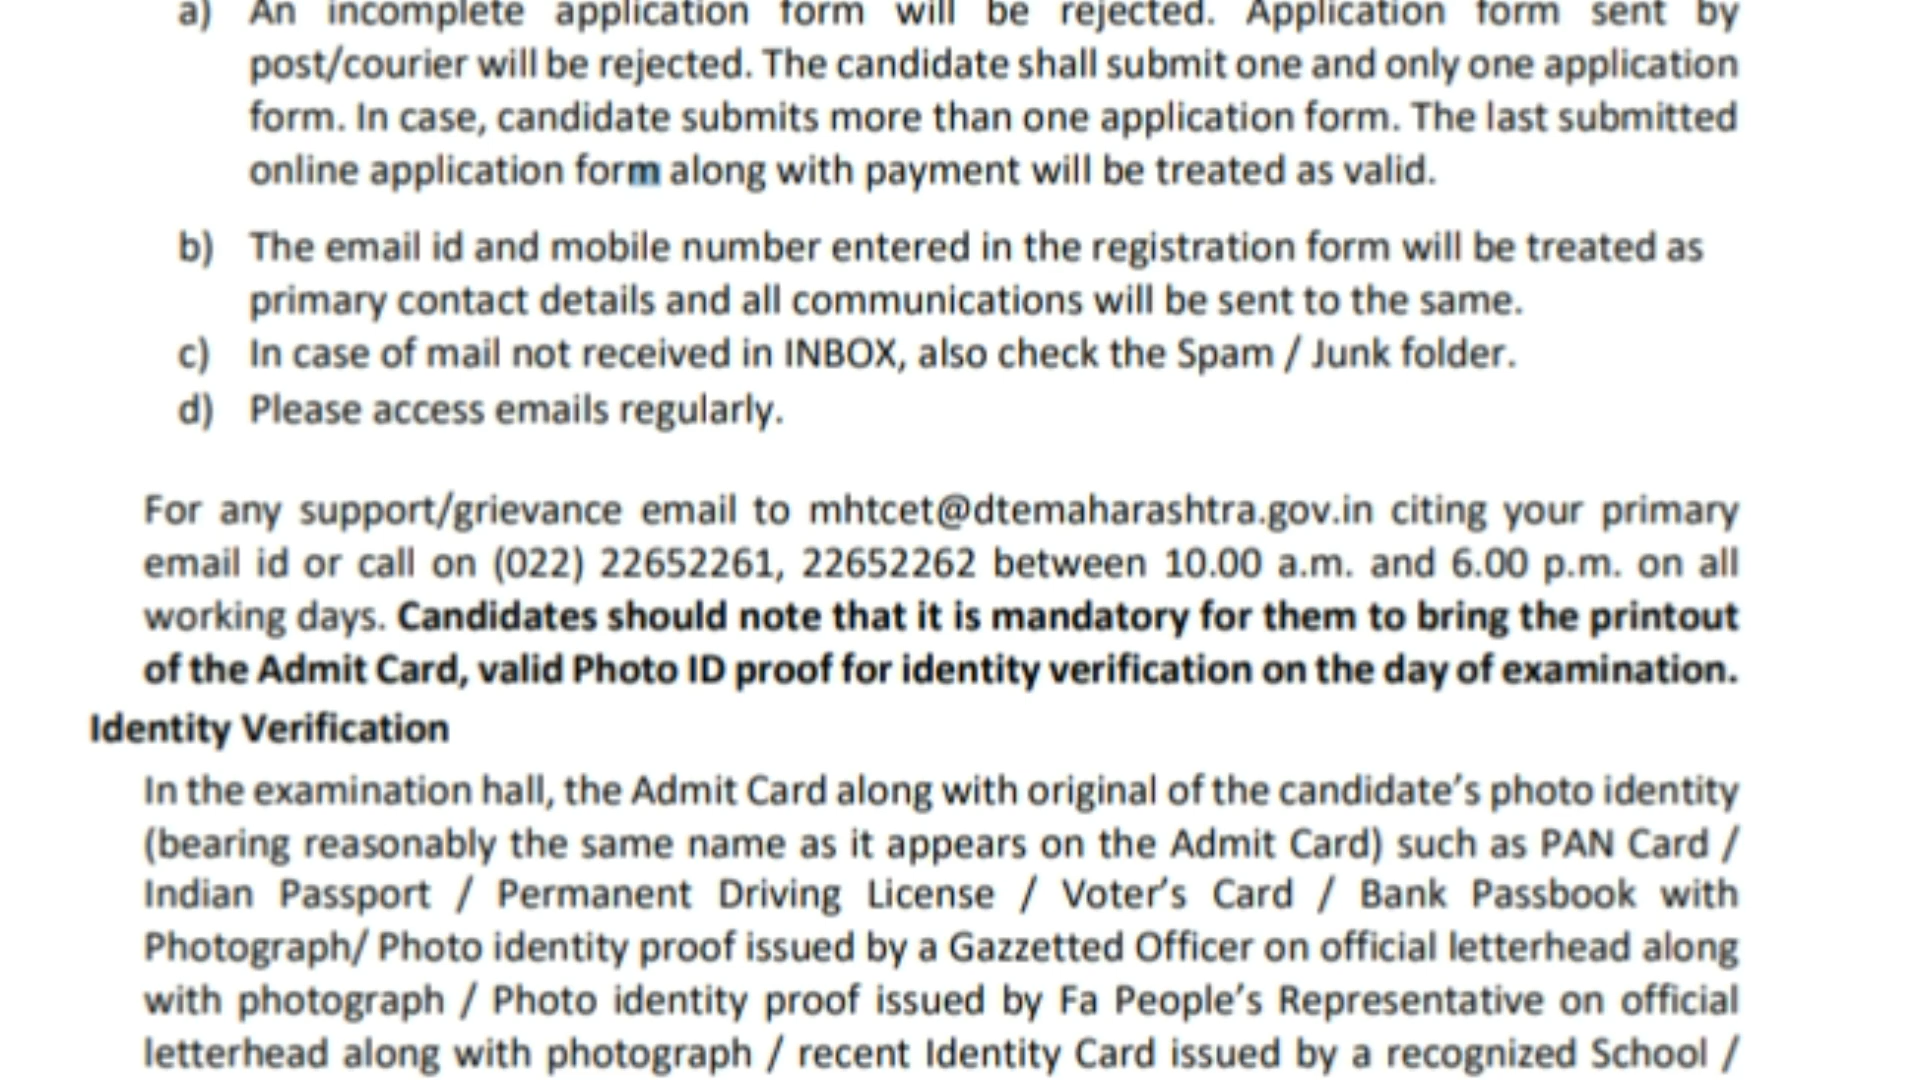 a) An incomplete application form will be rejected. Application form sent by
post/courier will be rejected. The candidate shall submit one and only one application
form. In case, candidate submits more than one application form. The last submitted
online application form along with payment will be treated as valid.
b) The email id and mobile number entered in the registration form will be treated as
primary contact details and all communications will be sent to the same.
c) In case of mail not received in INBOX, also check the Spam / Junk folder.
d) Please access emails regularly.
For any support/grievance email to mhtcet@dtemaharashtra.gov.in citing your primary
email id or call on (022) 22652261, 22652262 between 10.00 a.m. and 6.00 p.m. on all
working days. Candidates should note that it is mandatory for them to bring the printout
of the Admit Card, valid Photo ID proof for identity verification on the day of examination.
Identity Verification
In the examination hall, the Admit Card along with original of the candidate’s photo identity
(bearing reasonably the same name as it appears on the Admit Card) such as PAN Card /
Indian Passport / Permanent Driving License / Voter’s Card / Bank Passbook with
Photograph/ Photo identity proof issued by a Gazzetted Officer on official letterhead along
with photograph / Photo identity proof issued by Fa People’s Representative on official
letterhead along with photograph / recent Identity Card issued by a recognized School /